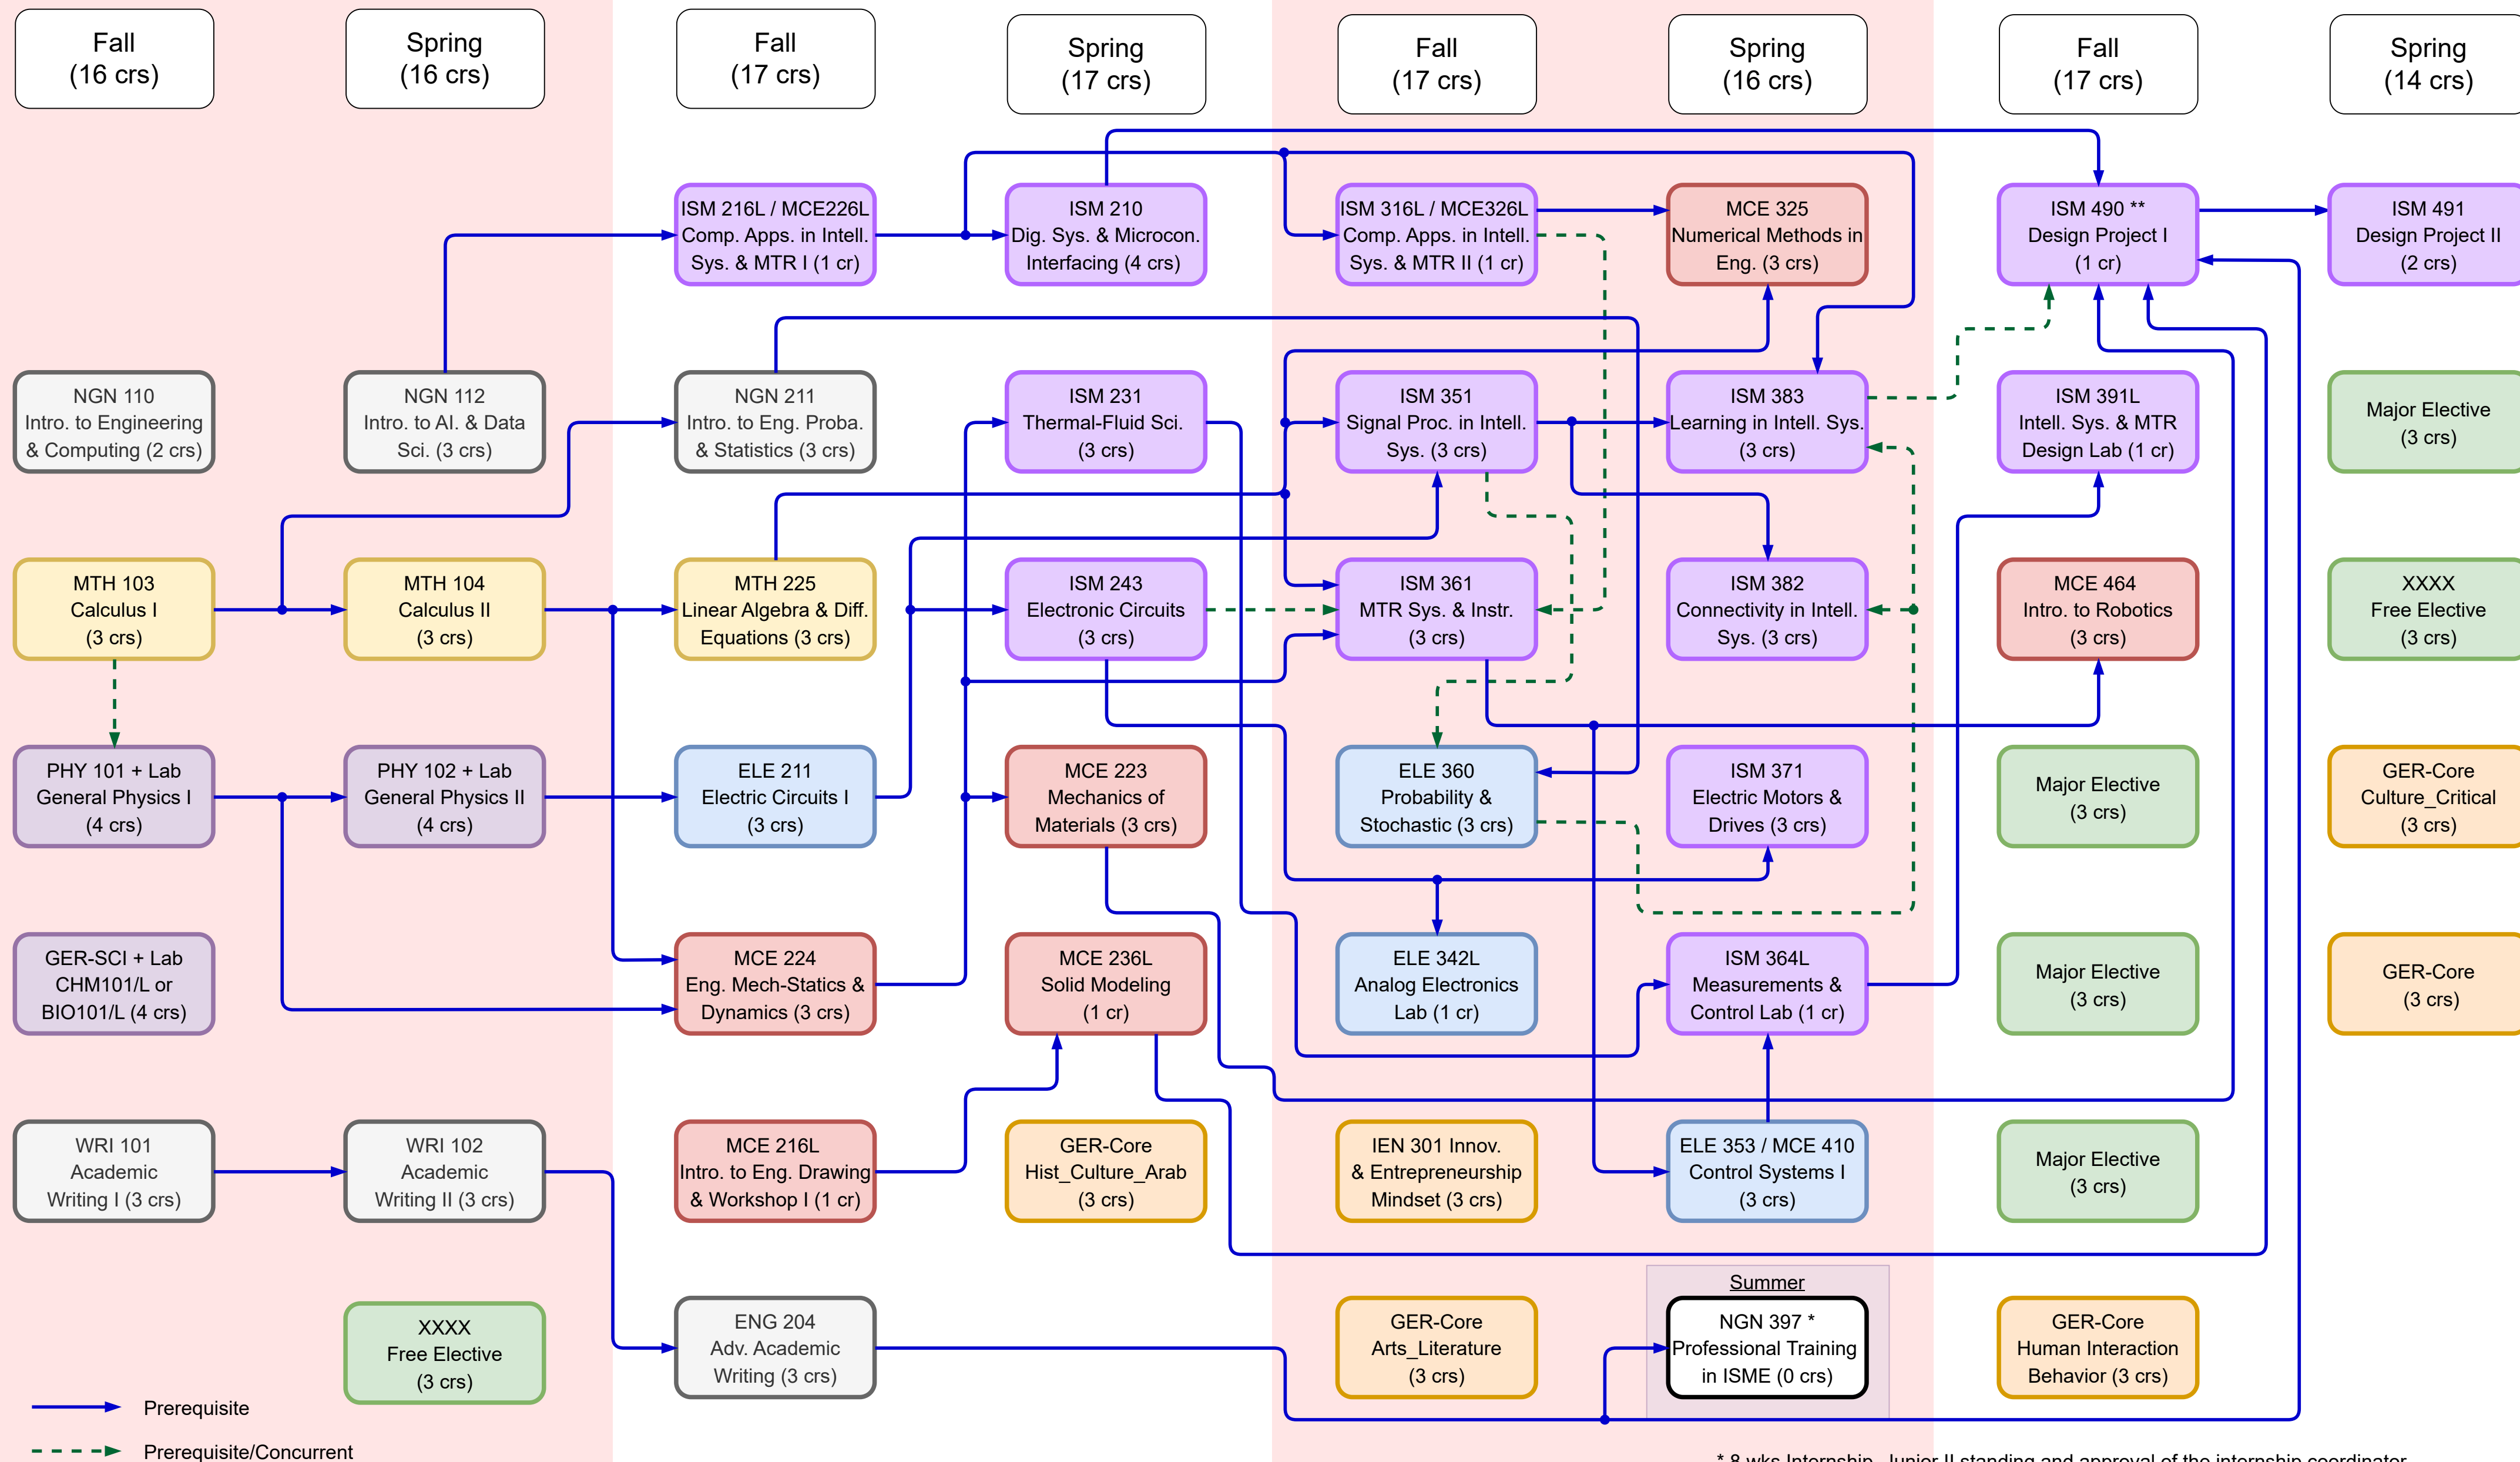 Fall
(16 crs)
Spring
(16 crs)
Fall
(17 crs)
Spring
(17 crs)
Fall
(17 crs)
Spring
(16 crs)
Fall
(17 crs)
Spring
(14 crs)
ISM 216L / MCE226L
Comp. Apps. in Intell.
Sys. & MTR I (1 cr)
ISM 210
Dig. Sys. & Microcon.
Interfacing (4 crs)
ISM 316L / MCE326L
Comp. Apps. in Intell.
Sys. & MTR II (1 cr)
MCE 325
Numerical Methods in
Eng. (3 crs)
ISM 490 **
Design Project I
(1 cr)
ISM 491
Design Project II
(2 crs)
NGN 110
Intro. to Engineering
& Computing (2 crs)
NGN 112
Intro. to AI. & Data
Sci. (3 crs)
NGN 211
Intro. to Eng. Proba.
& Statistics (3 crs)
ISM 231
Thermal-Fluid Sci.
(3 crs)
ISM 351
Signal Proc. in Intell.
Sys. (3 crs)
ISM 383
Learning in Intell. Sys.
(3 crs)
ISM 391L
Intell. Sys. & MTR
Design Lab (1 cr)
Major Elective
(3 crs)
MTH 103
Calculus I
(3 crs)
MTH 104
Calculus II
(3 crs)
MTH 225
Linear Algebra & Diff.
Equations (3 crs)
ISM 243
Electronic Circuits
(3 crs)
ISM 361
MTR Sys. & Instr.
(3 crs)
ISM 382
Connectivity in Intell.
Sys. (3 crs)
MCE 464
Intro. to Robotics
(3 crs)
XXXX
Free Elective
(3 crs)
PHY 101 + Lab
General Physics I
(4 crs)
PHY 102 + Lab
General Physics II
(4 crs)
ELE 211
Electric Circuits I
(3 crs)
MCE 223
Mechanics of
Materials (3 crs)
ELE 360
Probability &
Stochastic (3 crs)
ISM 371
Electric Motors &
Drives (3 crs)
Major Elective
(3 crs)
GER-Core
Culture_Critical
(3 crs)
GER-SCI + Lab
CHM101/L or
BIO101/L (4 crs)
MCE 224
Eng. Mech-Statics &
Dynamics (3 crs)
MCE 236L
Solid Modeling
(1 cr)
ELE 342L
Analog Electronics
Lab (1 cr)
ISM 364L
Measurements &
Control Lab (1 cr)
Major Elective
(3 crs)
GER-Core
(3 crs)
WRI 101
Academic
Writing I (3 crs)
WRI 102
Academic
Writing II (3 crs)
MCE 216L
Intro. to Eng. Drawing
& Workshop I (1 cr)
GER-Core
Hist_Culture_Arab
(3 crs)
IEN 301 Innov.
& Entrepreneurship
Mindset (3 crs)
ELE 353 / MCE 410
Control Systems I
(3 crs)
Major Elective
(3 crs)
XXXX
Free Elective
(3 crs)
ENG 204
Adv. Academic
Writing (3 crs)
GER-Core
Arts_Literature
(3 crs)
Summer
NGN 397 *
Professional Training
in ISME (0 crs)
GER-Core
Human Interaction
Behavior (3 crs)
Prerequisite
Prerequisite/Concurrent
* 8 wks Internship, Junior II standing and approval of the internship coordinator